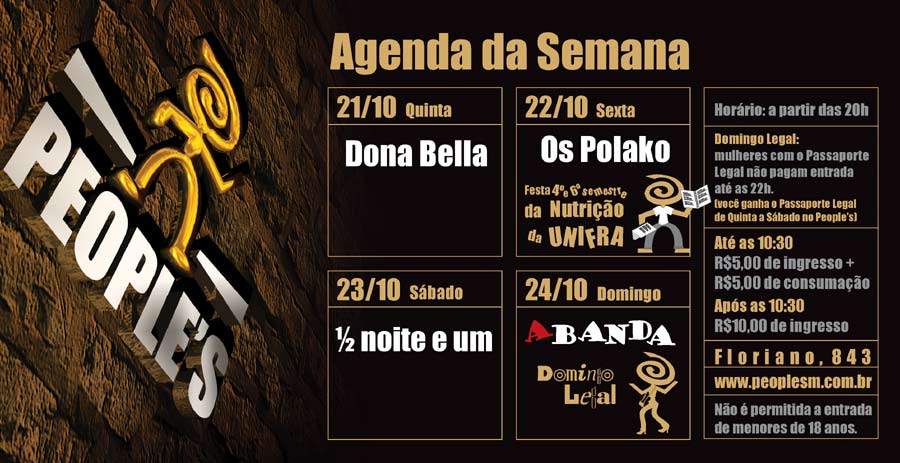 PEOPLE'S
Agenda da Semana
21/10 Quinta
Dona Bella
22/10 Sexta
Os Polako
Festa 4º e 6º semestre
da Nutrição
da UNIFRA
23/10 Sábado
½ noite e um
24/10 Domingo
A BANDA
Domingo
Legal
Horário: a partir das 20h
Domingo Legal:
mulheres com o Passaporte
Legal não pagam entrada
até as 22h.
(você ganha o Passaporte Legal
de Quinta a Sábado no People's)
Até as 10:30
R$5,00 de ingresso +
R$5,00 de consumação
Após as 10:30
R$10,00 de ingresso
Floriano, 843
www.peoplesm.com.br
Não é permitida a entrada
de menores de 18 anos.